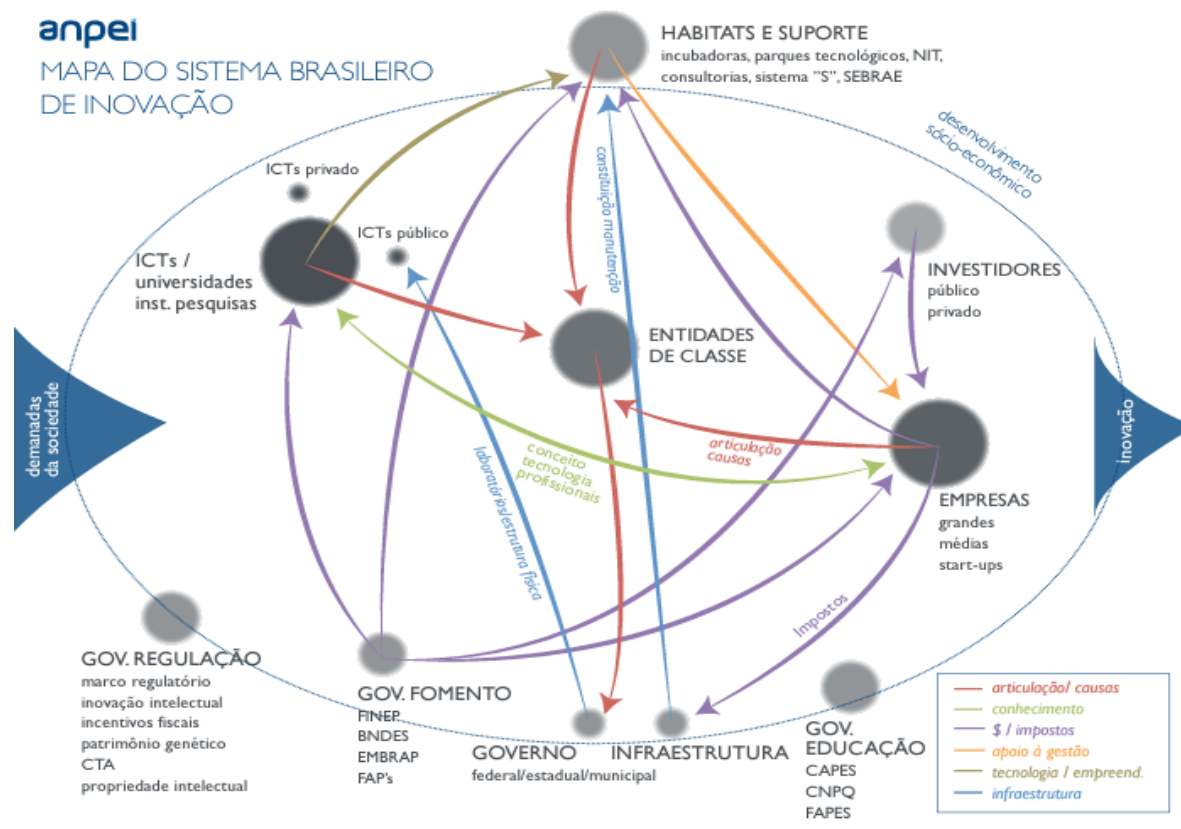 anpei
MAPA DO SISTEMA BRASILEIRO
DE INOVAÇÃO
HABITATS E SUPORTE
incubadoras, parques tecnológicos, NIT,
consultorias, sistema "S", SEBRAE
desenvolvimento
sócio-econômico
ICTs privado
ICTs público
ICTs /
universidades
inst. pesquisas
constituição manutenção
INVESTIDORES
público
privado
ENTIDADES
DE CLASSE
demanadas
da sociedade
inovação
articulação
causas
conceito
tecnologia
profissionais
laboratórios/estrutura física
EMPRESAS
grandes
médias
start-ups
Impostos
GOV. REGULAÇÃO
marco regulatório
inovação intelectual
incentivos fiscais
patrimônio genético
CTA
propriedade intelectual
GOV. FOMENTO
FINEP
BNDES
EMBRAP
FAP's
GOVERNO
federal/estadual/municipal
INFRAESTRUTURA
GOV.
EDUCAÇÃO
CAPES
CNPQ
FAPES
articulação/ causas
conhecimento
$ / impostos
apoio à gestão
tecnologia / empreend.
infraestrutura